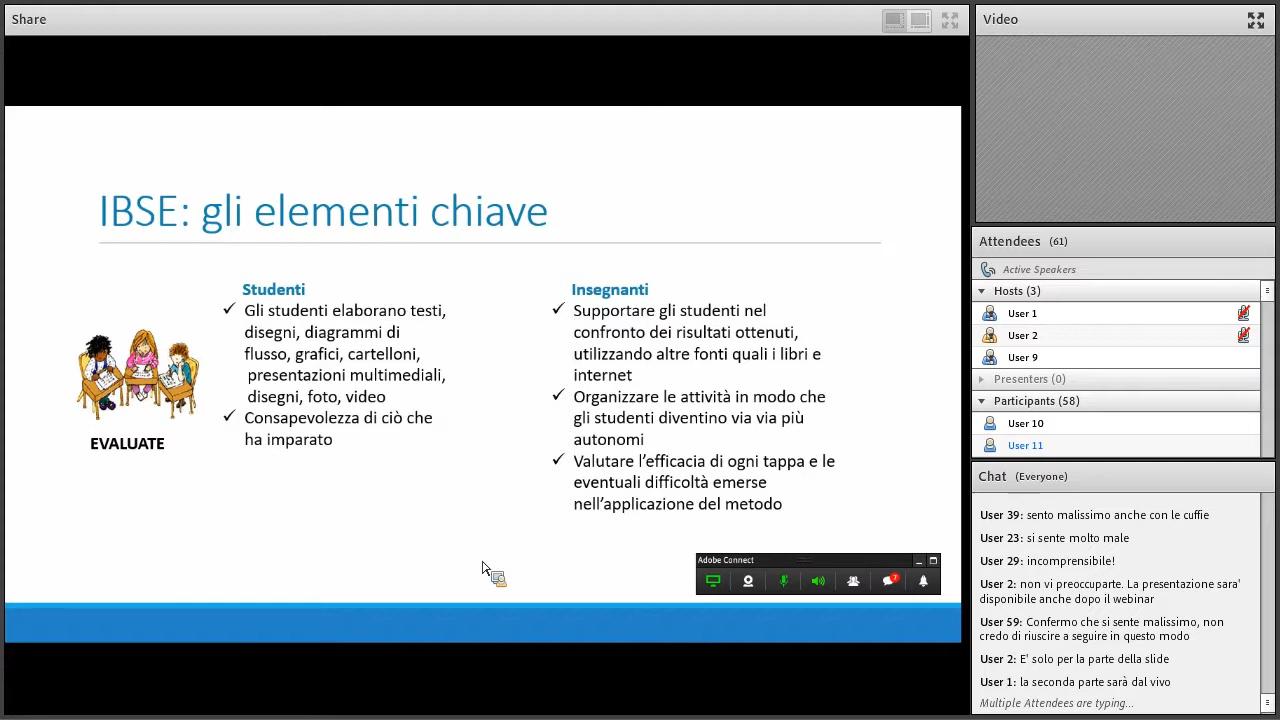 Share
Video
IBSE: gli elementi chiave
Studenti
Gli studenti elaborano testi,
disegni, diagrammi di
flusso, grafici, cartelloni,
presentazioni multimediali,
disegni, foto, video
Consapevolezza di ciò che
ha imparato
EVALUATE
Insegnanti
Supportare gli studenti nel
confronto dei risultati ottenuti,
utilizzando altre fonti quali i libri e
internet
Organizzare le attività in modo che
gli studenti diventino via via più
autonomi
Valutare l'efficacia di ogni tappa e le
eventuali difficoltà emerse
nell'applicazione del metodo
Adobe Connect
7
Attendees (61)
Active Speakers
Hosts (3)
User 1
User 2
User 9
Presenters (0)
Participants (58)
User 10
User 11
Chat (Everyone)
User 39: sento malissimo anche con le cuffie
User 23: si sente molto male
User 29: incomprensibile!
User 2: non vi preoccuparte. La presentazione sara'
disponibile anche dopo il webinar
User 59: Confermo che si sente malissimo, non
credo di riuscire a seguire in questo modo
User 2: E' solo per la parte della slide
User 1: la seconda parte sarà dal vivo
Multiple Attendees are typing...